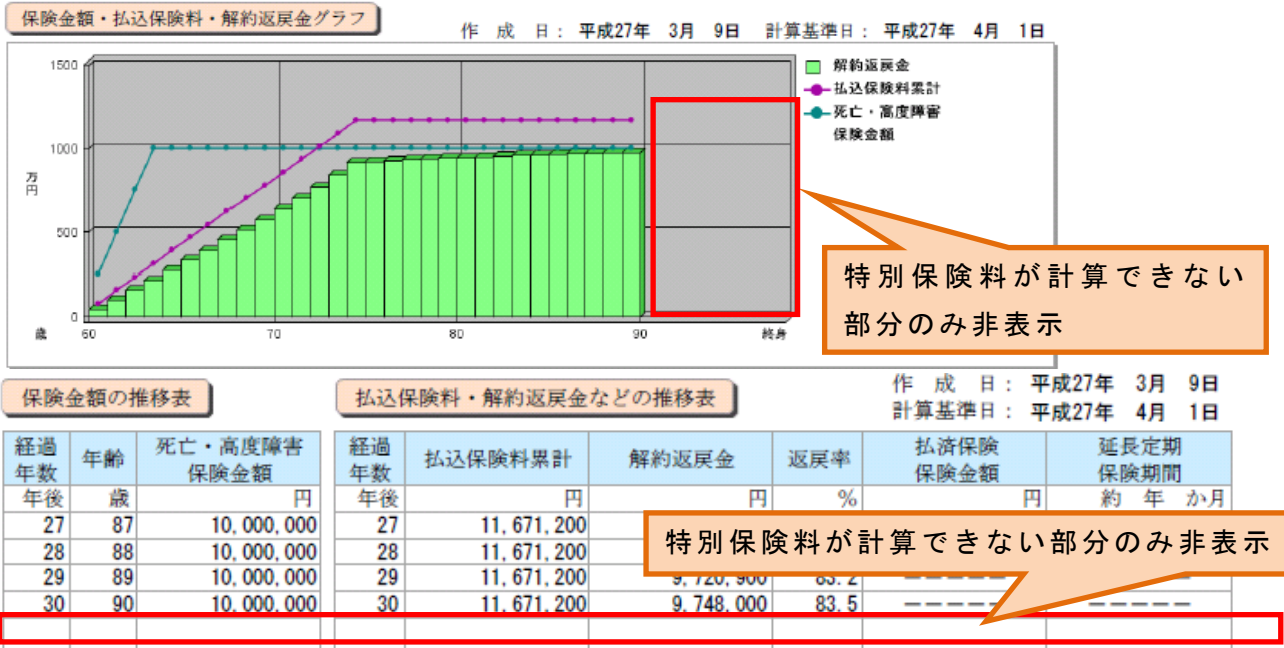 保険金額・払込保険料・解約返戻金グラフ
作 成 日： 平成27年 3月 9日 計算基準日： 平成27年 4月 1日
解約返戻金
払込保険料累計
死亡・高度障害
保険金額
1500
1000
万円
500
0
歳 60 70 80 90 終身
特別保険料が計算できない
部分のみ非表示
保険金額の推移表
払込保険料・解約返戻金などの推移表
作 成 日： 平成27年 3月 9日
計算基準日： 平成27年 4月 1日
経過年数 年齢 死亡・高度障害保険金額 経過年数 払込保険料累計 解約返戻金 返戻率 払済保険保険金額 延長定期保険期間
年後 歳 円 年後 円 円 % 円 約 年 か月
27 87 10,000,000 27 11,671,200
28 88 10,000,000 28 11,671,200
特別保険料が計算できない部分のみ非表示
29 89 10,000,000 29 11,671,200 9,720,900 83.2
30 90 10,000,000 30 11,671,200 9,748,000 83.5 ————— —————